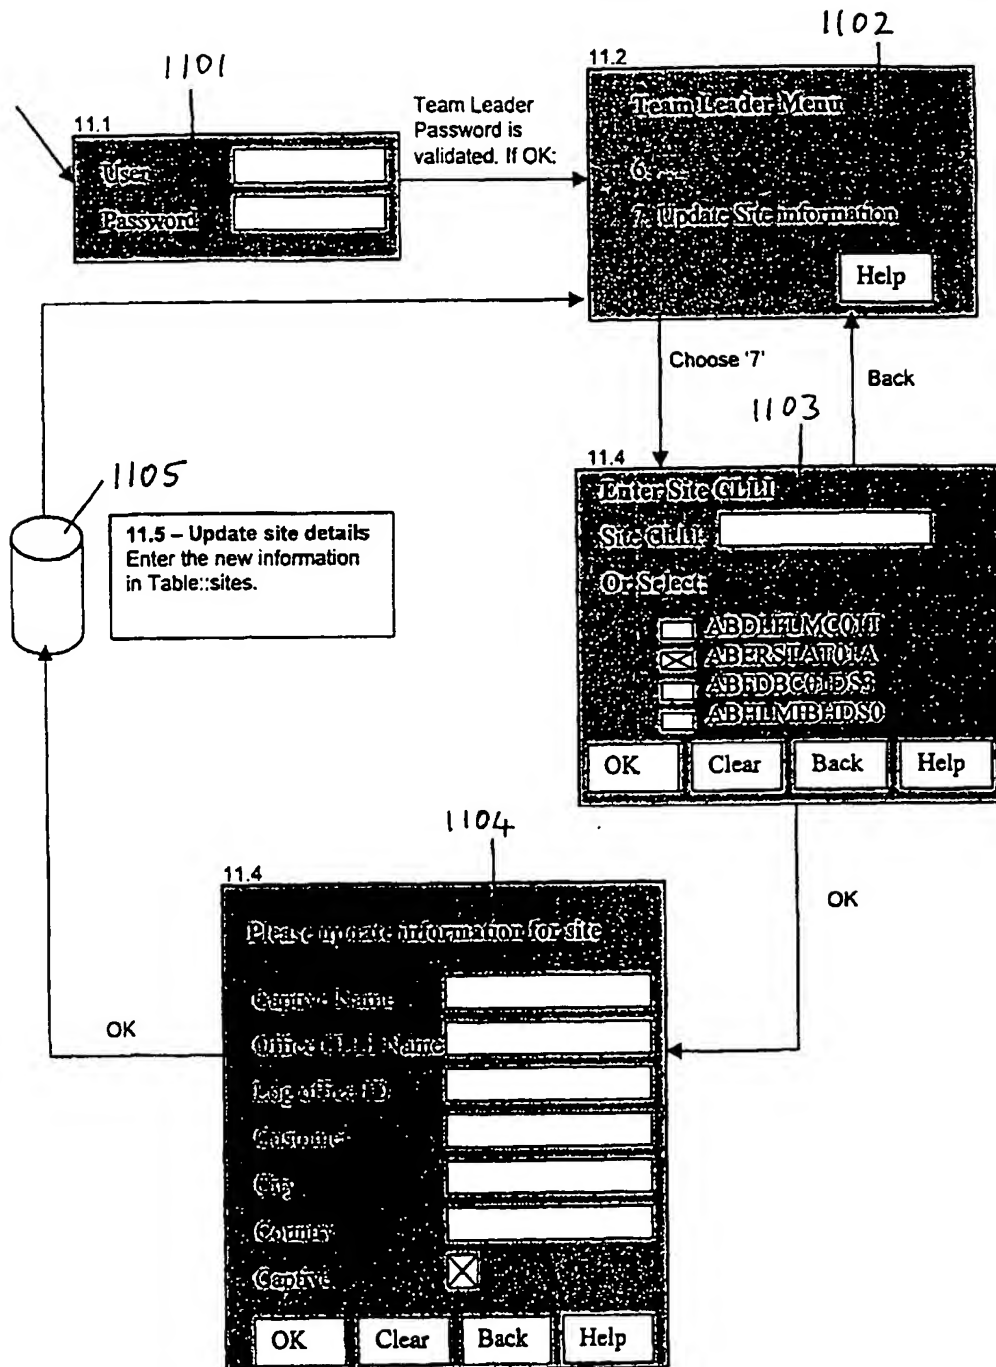 1101
1102
11.1
User
Password
Team Leader
Password is
validated. If OK:
11.2
Team Leader Menu
6. ...
7. Update Site information
Help
Choose '7'
Back
1103
11.4
Enter Site CLLI
Site CLLI:
Or Select:
ABERSTAT01A
OK
Clear
Back
Help
1105
11.5 – Update site details
Enter the new information
in Table::sites.
OK
1104
11.4
Please update information for site
Captive Name
Office CLLI Name
Log office ID
Customer
City
Country
Captive
OK
Clear
Back
Help
OK